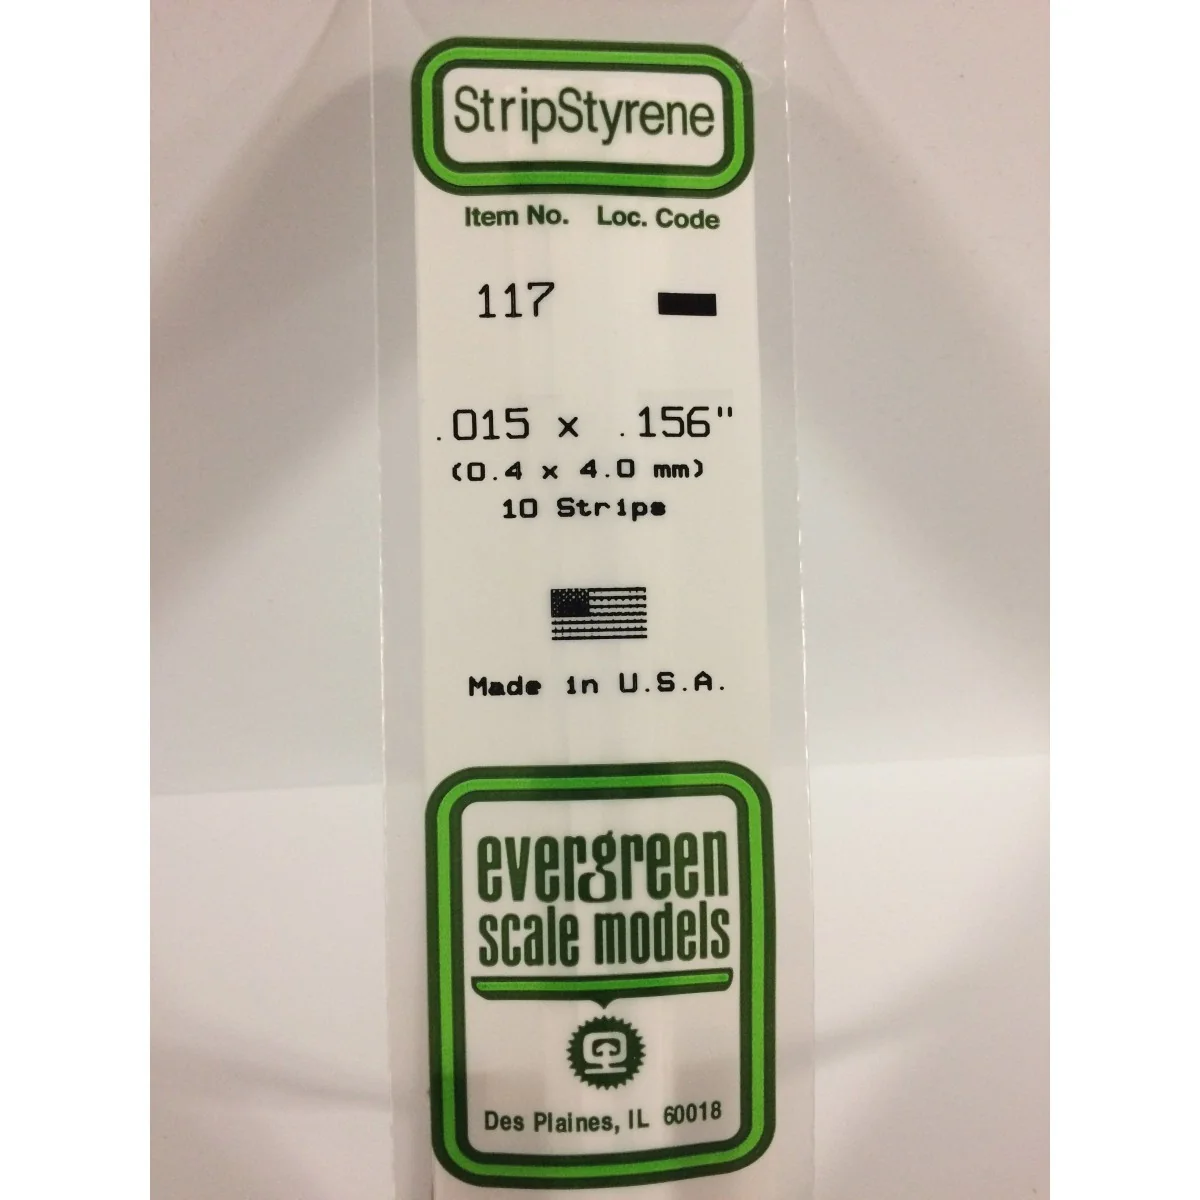 StripStyrene
Item No. Loc. Code
117
.015 x .156"
(0.4 x 4.0 mm)
10 Strips
Made in U.S.A.
evergreen
scale models
Des Plaines, IL 60018